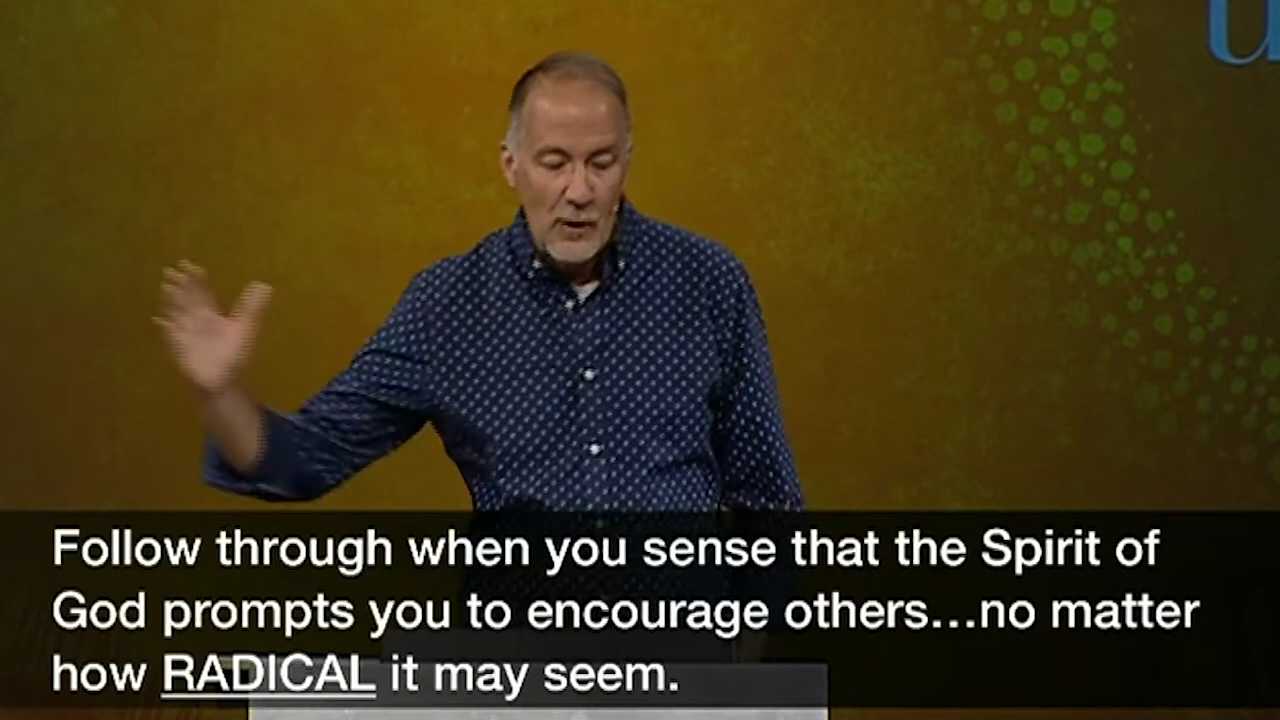 Follow through when you sense that the Spirit of
God prompts you to encourage others...no matter
how RADICAL it may seem.